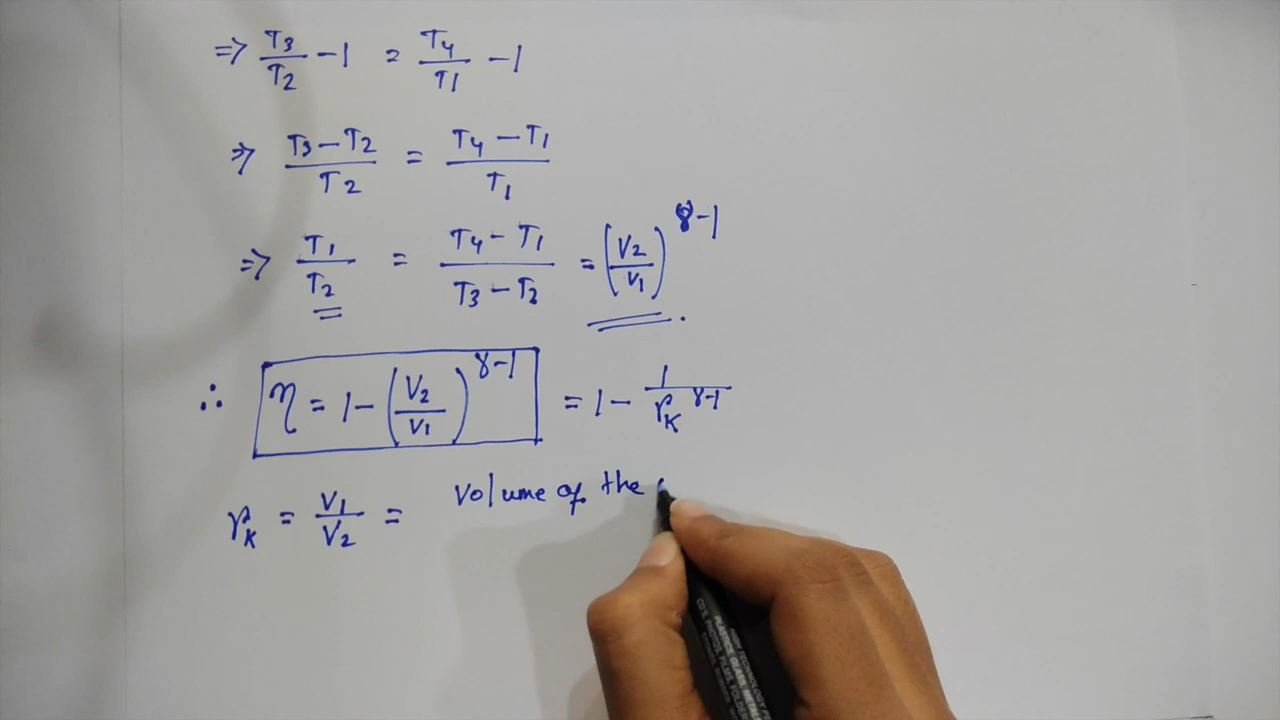 ⇒ T3/T2 − 1 = T4/T1 − 1
⇒ (T3 − T2)/T2 = (T4 − T1)/T1
⇒ T1/T2 = (T4 − T1)/(T3 − T2) = (V2/V1)^(γ−1) .
∴ η = 1 − (V2/V1)^(γ−1) = 1 − 1/rK^(γ−1)
rK = V1/V2 = Volume of the